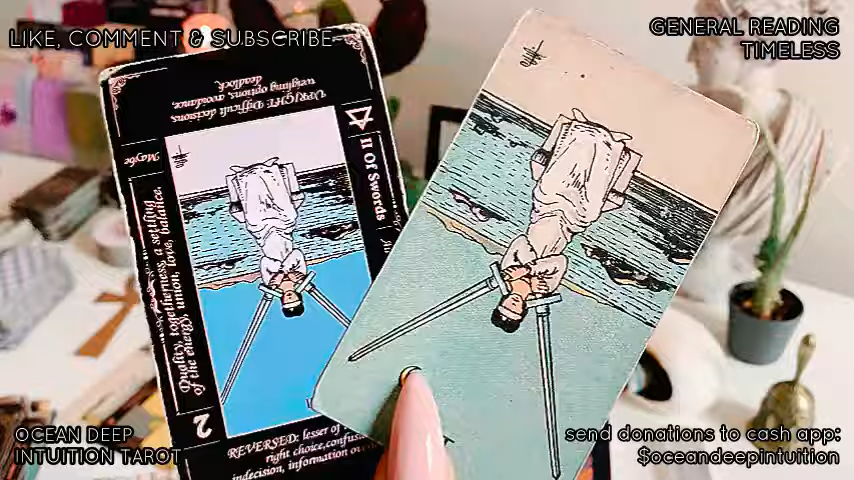 LIKE, COMMENT & SUBSCRIBE
GENERAL READING
TIMELESS
UPRIGHT: Difficult decisions,
weighing options, avoidance,
deadlock.
Maybe
II OF Swords
Duality, togetherness, a settling
of the energy, union, love, balance.
2
REVERSED: lesser of
right choice, confus
indecision, information
OCEAN DEEP
INTUITION TAROT
send donations to cash app:
$oceandeepintuition